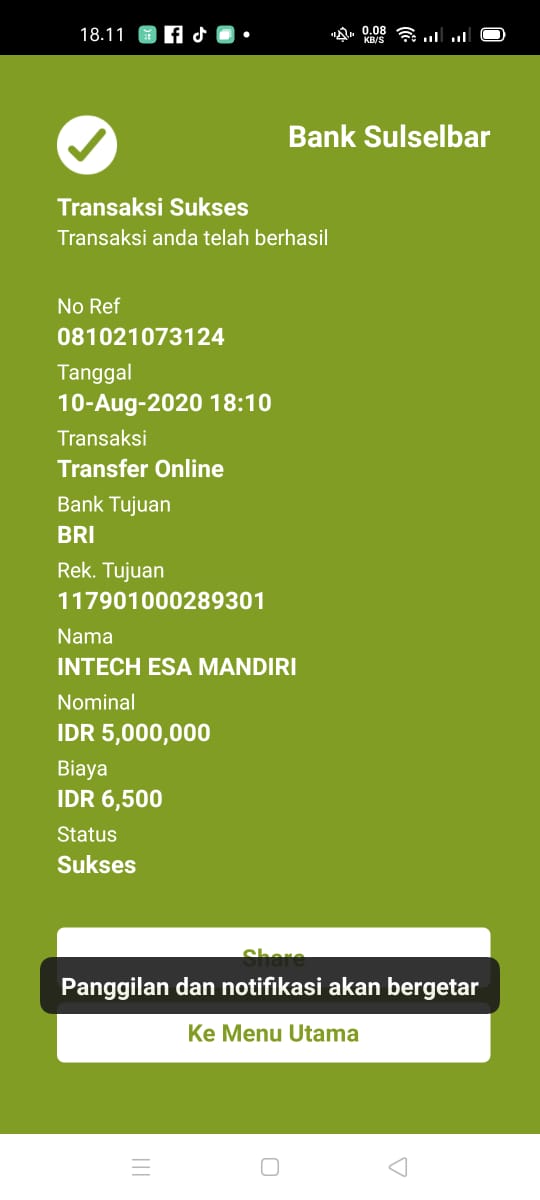 18.11
0.08
KB/S
Bank Sulselbar
Transaksi Sukses
Transaksi anda telah berhasil
No Ref
081021073124
Tanggal
10-Aug-2020 18:10
Transaksi
Transfer Online
Bank Tujuan
BRI
Rek. Tujuan
117901000289301
Nama
INTECH ESA MANDIRI
Nominal
IDR 5,000,000
Biaya
IDR 6,500
Status
Sukses
Share
Panggilan dan notifikasi akan bergetar
Ke Menu Utama